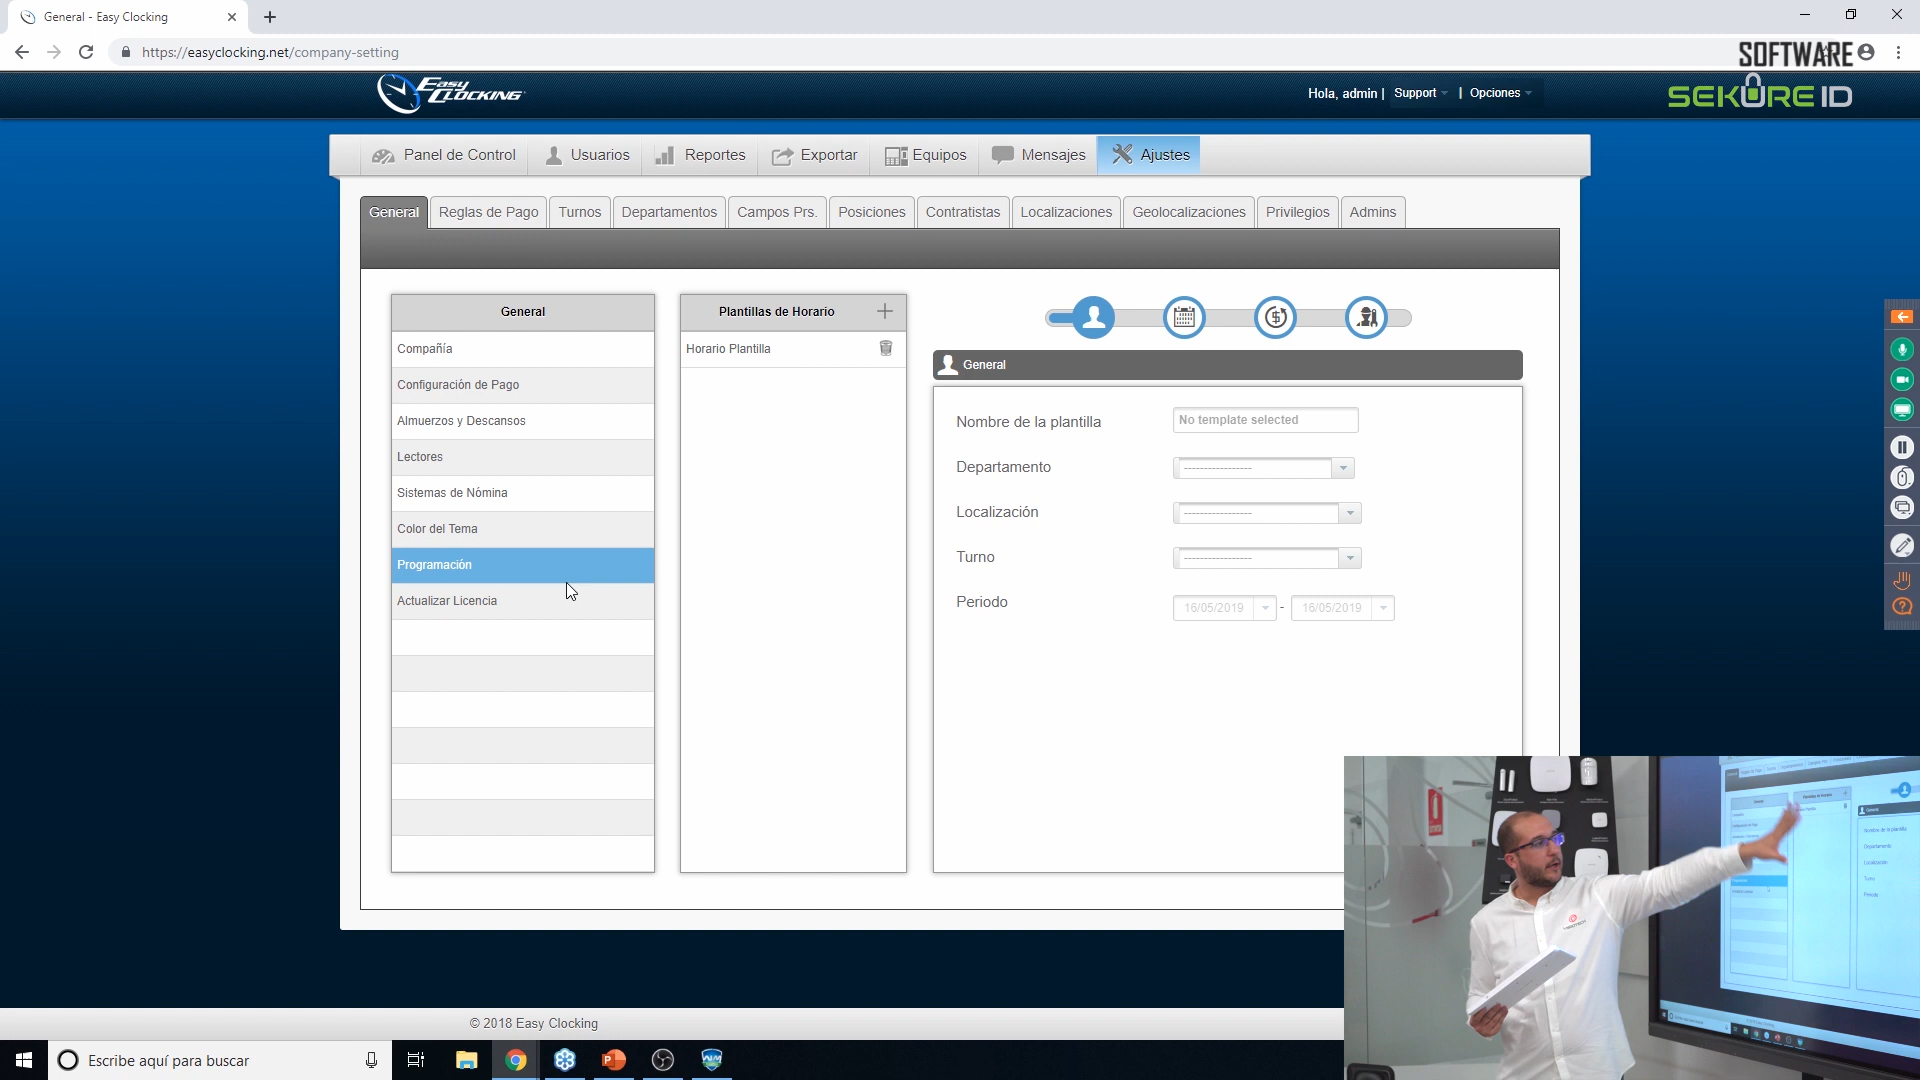 General - Easy Clocking
https://easyclocking.net/company-setting
SOFTWARE
Easy Clocking
Hola, admin | Support | Opciones
SEKURE ID
Panel de Control Usuarios Reportes Exportar Equipos Mensajes Ajustes
General Reglas de Pago Turnos Departamentos Campos Prs. Posiciones Contratistas Localizaciones Geolocalizaciones Privilegios Admins
General
Compañía
Configuración de Pago
Almuerzos y Descansos
Lectores
Sistemas de Nómina
Color del Tema
Programación
Actualizar Licencia
Plantillas de Horario
Horario Plantilla
General
Nombre de la plantilla No template selected
Departamento -----------------
Localización -----------------
Turno -----------------
Periodo 16/05/2019 - 16/05/2019
© 2018 Easy Clocking
Escribe aquí para buscar